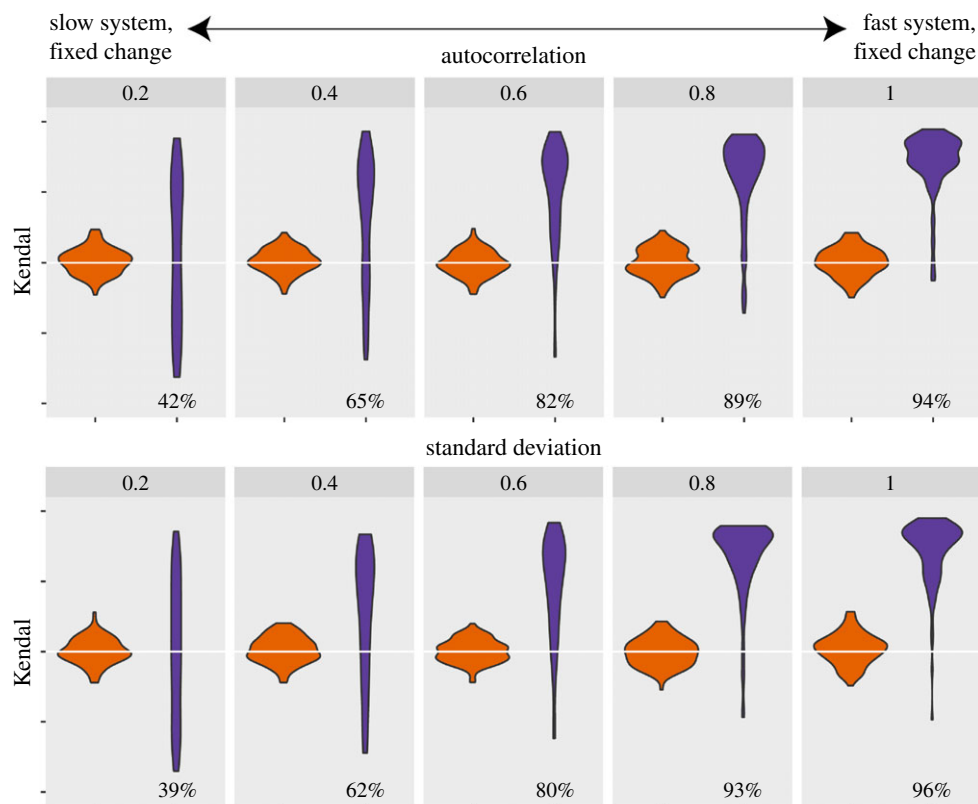 slow system,
fixed change
fast system,
fixed change
autocorrelation
0.2 0.4 0.6 0.8 1
Kendal
42% 65% 82% 89% 94%
standard deviation
0.2 0.4 0.6 0.8 1
Kendal
39% 62% 80% 93% 96%